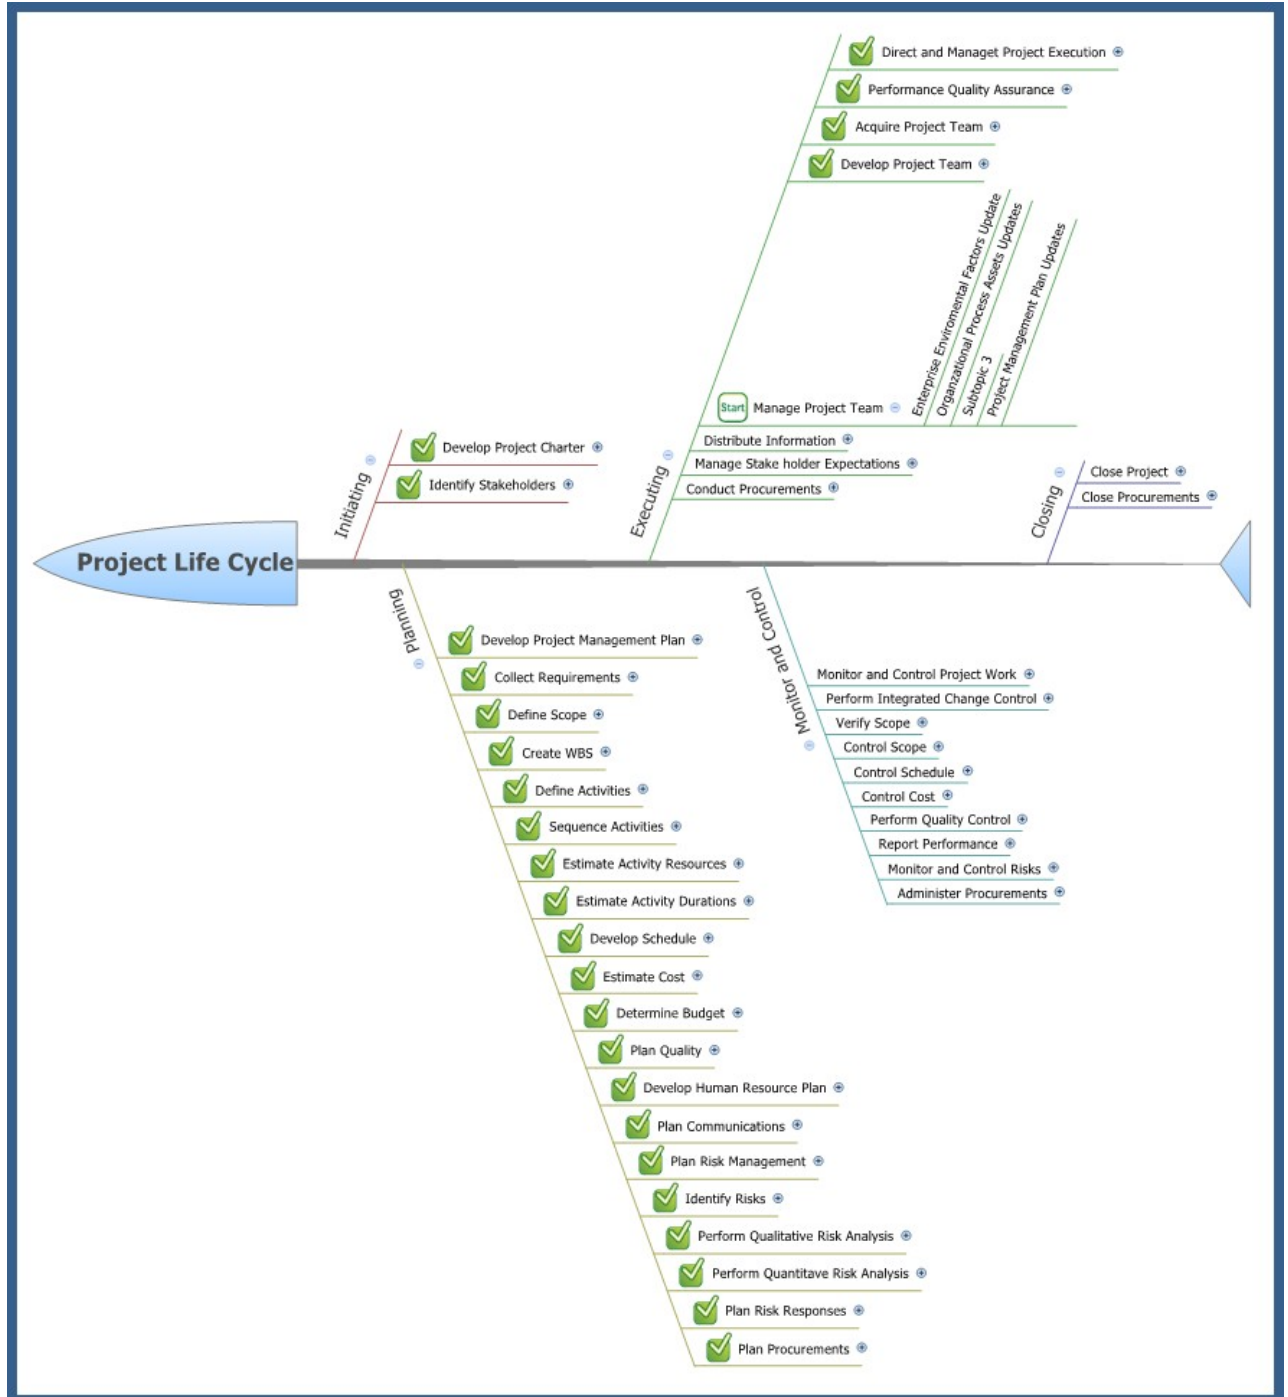 Project Life Cycle
Initiating
Develop Project Charter
Identify Stakeholders
Planning
Develop Project Management Plan
Collect Requirements
Define Scope
Create WBS
Define Activities
Sequence Activities
Estimate Activity Resources
Estimate Activity Durations
Develop Schedule
Estimate Cost
Determine Budget
Plan Quality
Develop Human Resource Plan
Plan Communications
Plan Risk Management
Identify Risks
Perform Qualitative Risk Analysis
Perform Quantitave Risk Analysis
Plan Risk Responses
Plan Procurements
Executing
Direct and Managet Project Execution
Performance Quality Assurance
Acquire Project Team
Develop Project Team
Start Manage Project Team
Enterprise Enviromental Factors Update
Organzational Process Assets Updates
Subtopic 3
Project Management Plan Updates
Distribute Information
Manage Stake holder Expectations
Conduct Procurements
Monitor and Control
Monitor and Control Project Work
Perform Integrated Change Control
Verify Scope
Control Scope
Control Schedule
Control Cost
Perform Quality Control
Report Performance
Monitor and Control Risks
Administer Procurements
Closing
Close Project
Close Procurements